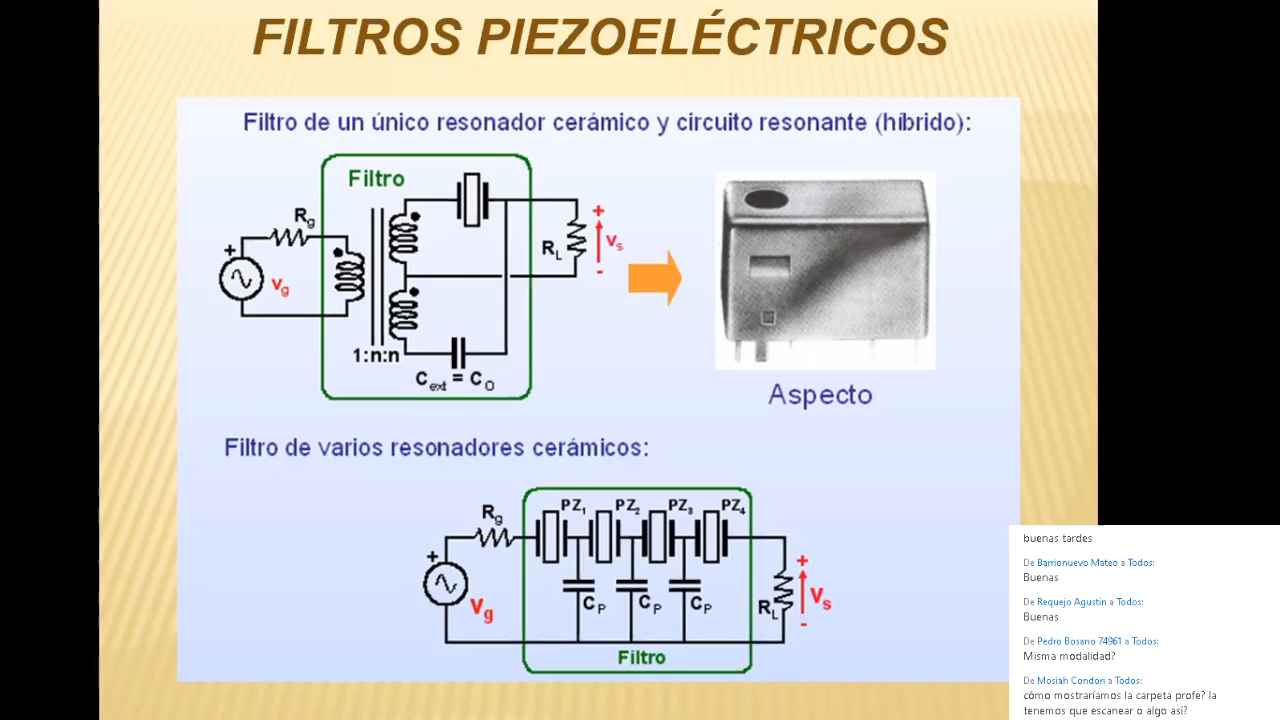 FILTROS PIEZOELÉCTRICOS
Filtro de un único resonador cerámico y circuito resonante (híbrido):
Filtro
Rg
+
vg
1:n:n
Cext = CO
RL
+
vs
-
Aspecto
Filtro de varios resonadores cerámicos:
Rg
PZ1 PZ2 PZ3 PZ4
+
vg
CP CP CP
RL
+
vs
-
Filtro
buenas tardes
De Barrionuevo Mateo a Todos:
Buenas
De Requejo Agustin a Todos:
Buenas
De Pedro Bosano 74961 a Todos:
Misma modalidad?
De Mosiah Condori a Todos:
cómo mostraríamos la carpeta profe? la
tenemos que escanear o algo así?